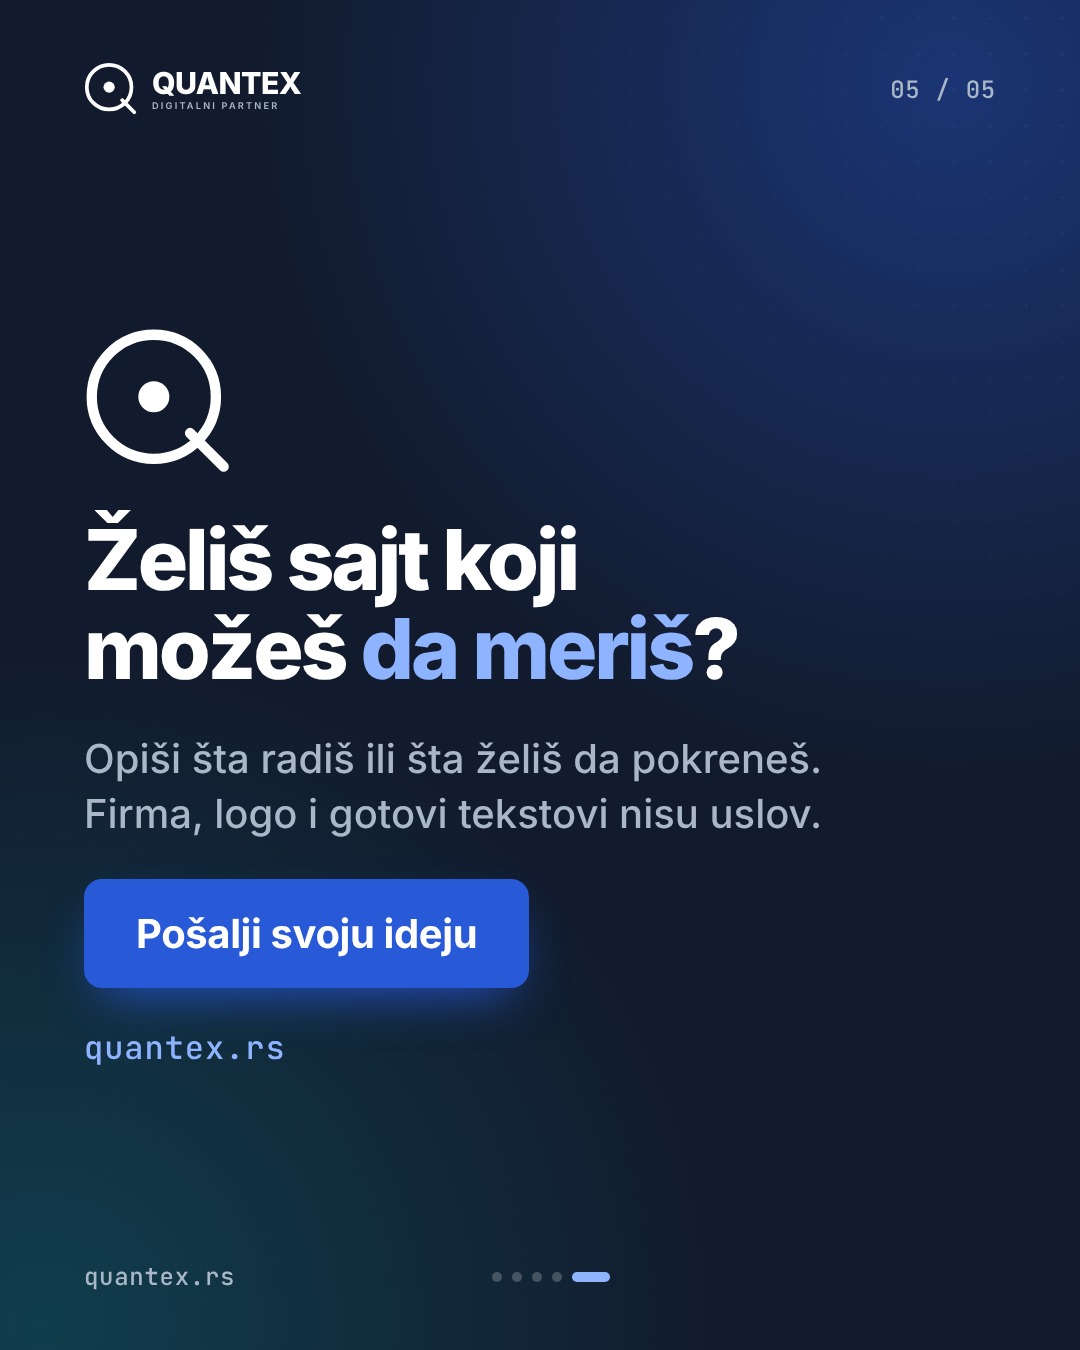 QUANTEX
DIGITALNI PARTNER
05 / 05
Želiš sajt koji
možeš da meriš?
Opiši šta radiš ili šta želiš da pokreneš.
Firma, logo i gotovi tekstovi nisu uslov.
Pošalji svoju ideju
quantex.rs
quantex.rs